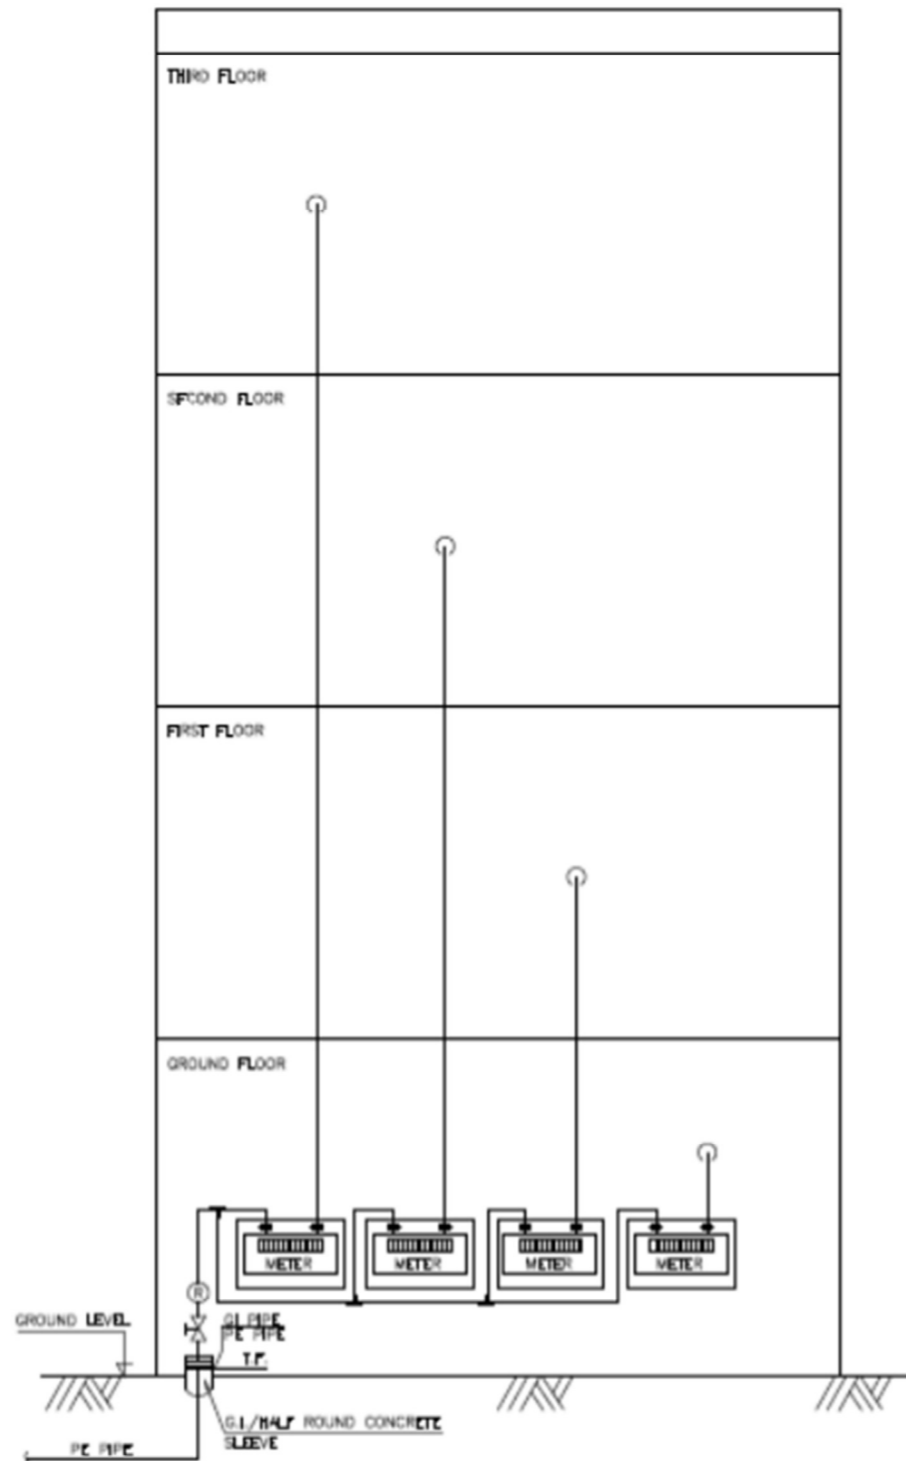 THIRD FLOOR
SECOND FLOOR
FIRST FLOOR
GROUND FLOOR
METER METER METER METER
R
GROUND LEVEL
G.I PIPE
PE PIPE
T.F.
G.I./HALF ROUND CONCRETE
SLEEVE
PE PIPE